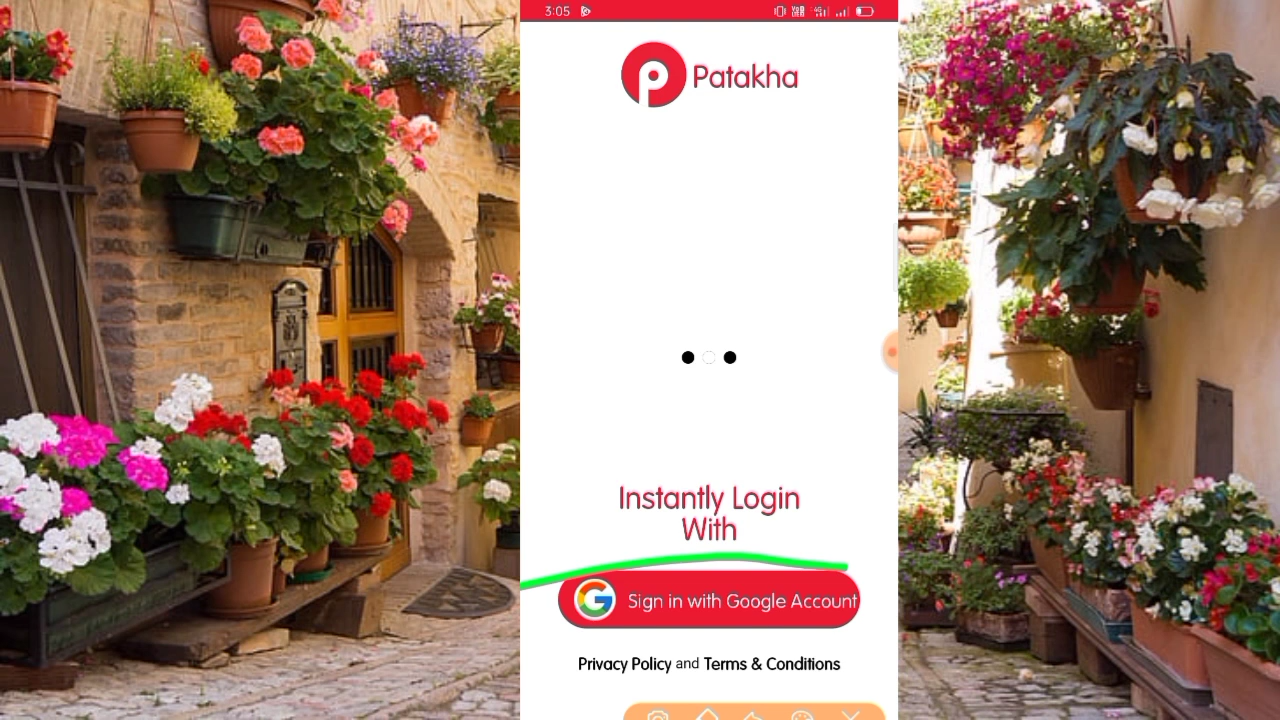 3:05
Patakha
Instantly Login
With
Sign in with Google Account
Privacy Policy and Terms & Conditions